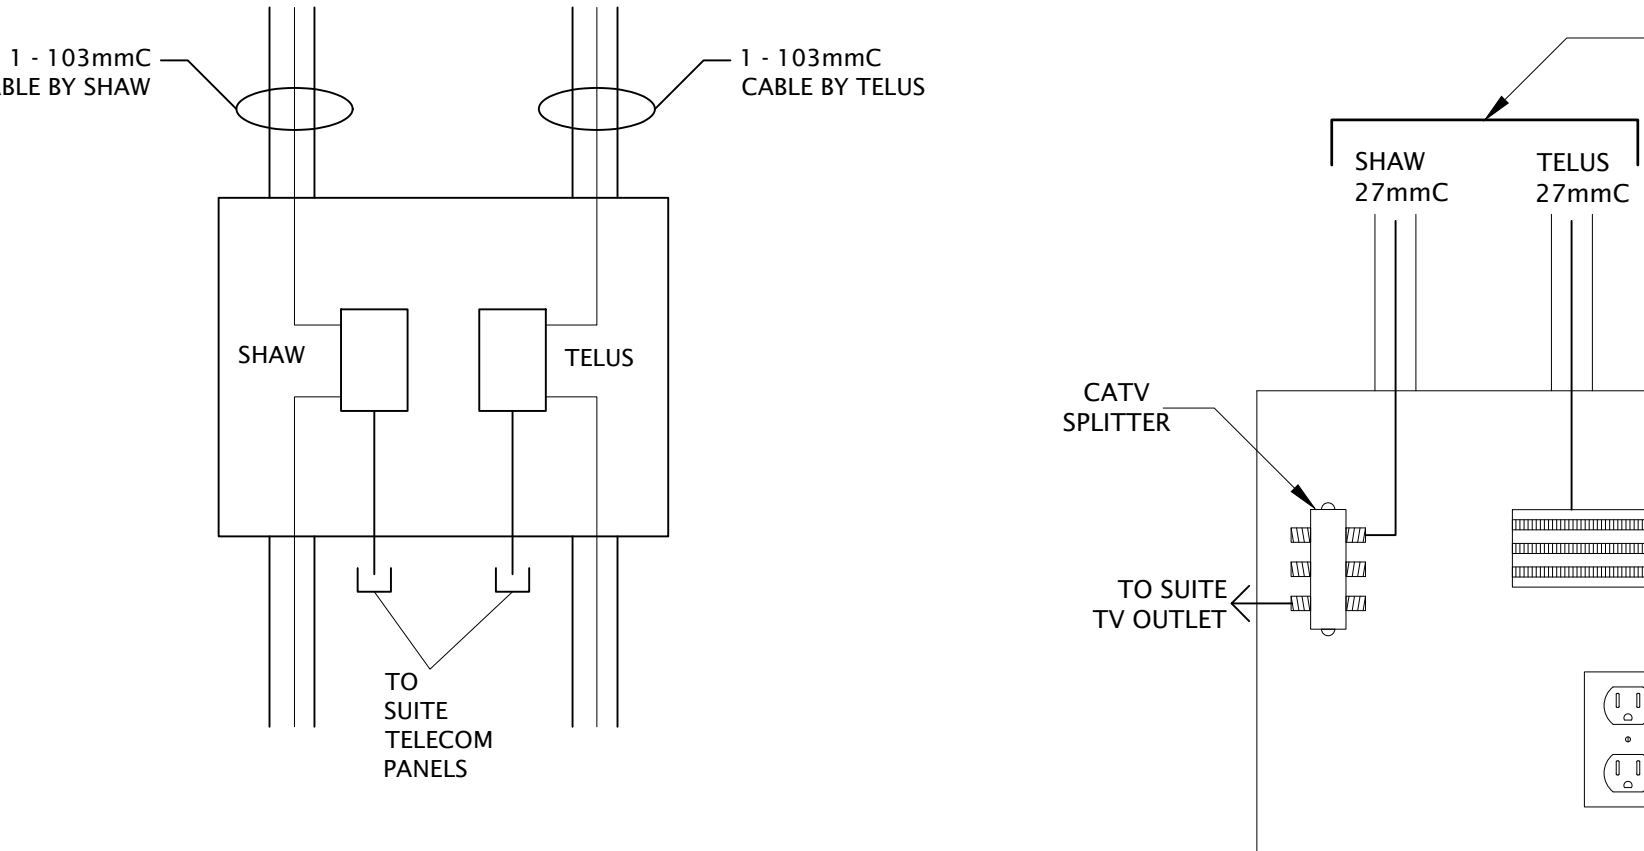 1 - 103mmC
BY SHAW
1 - 103mmC
CABLE BY TELUS
SHAW
TELUS
TO
SUITE
TELECOM
PANELS
SHAW
27mmC
TELUS
27mmC
CATV
SPLITTER
TO SUITE
TV OUTLET